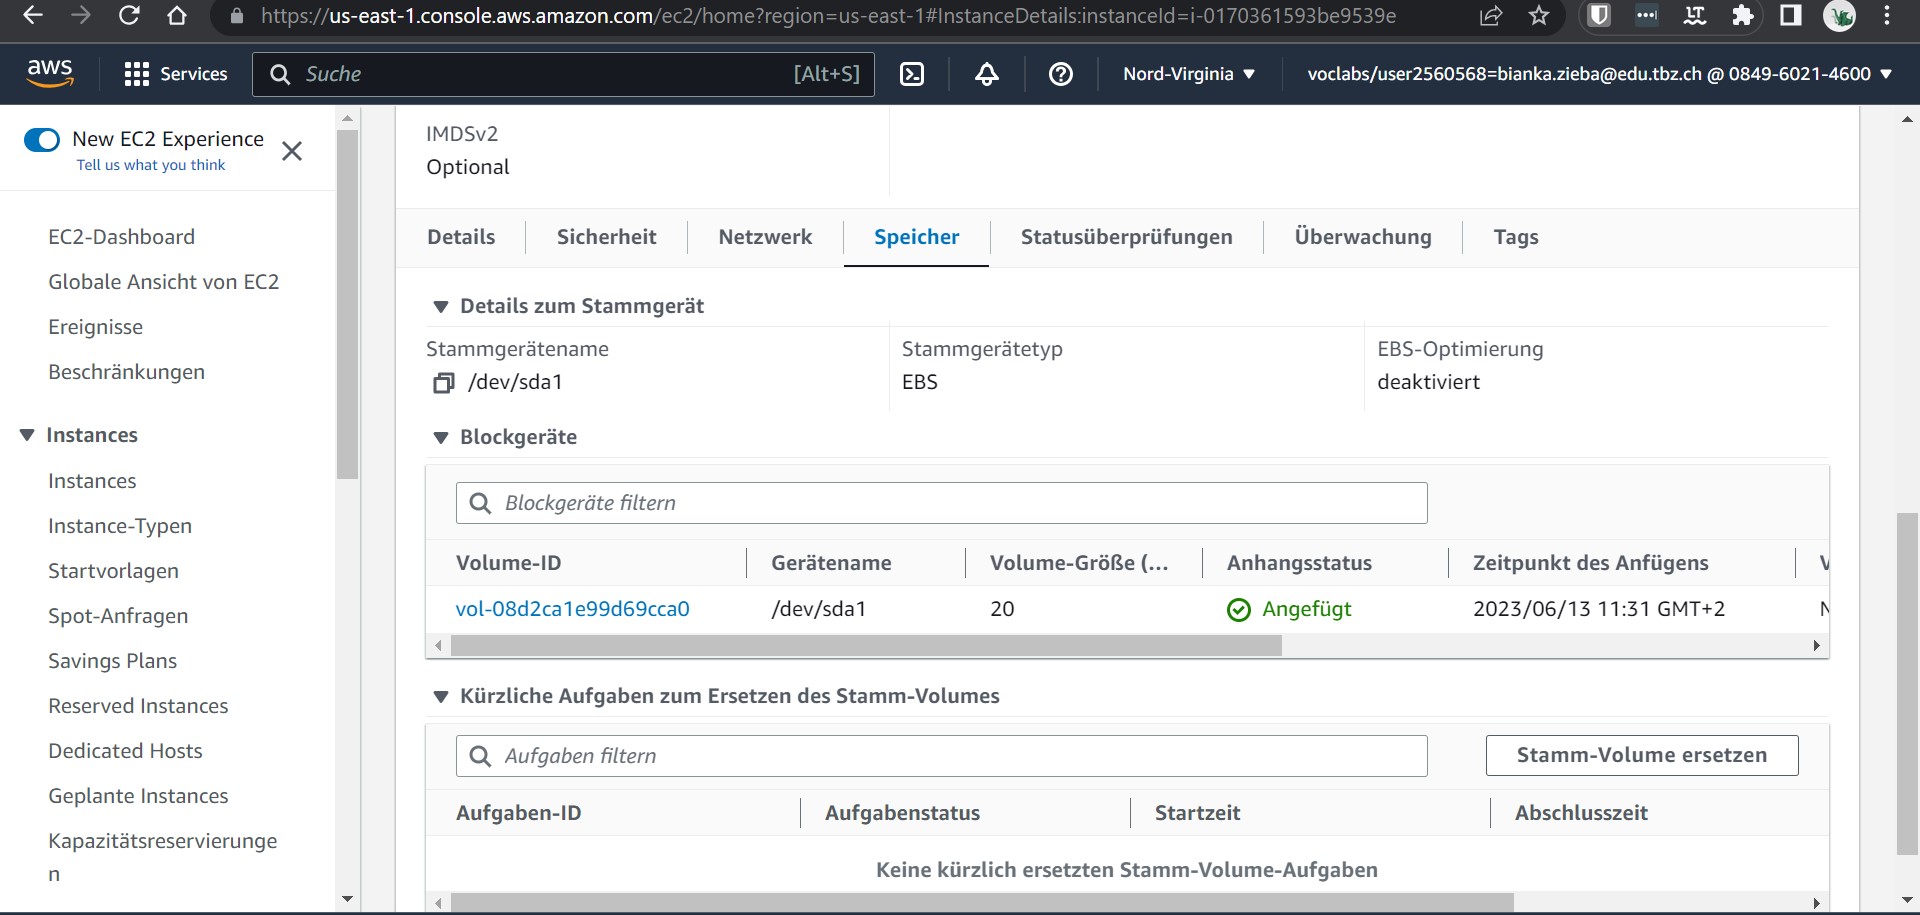 https://us-east-1.console.aws.amazon.com/ec2/home?region=us-east-1#InstanceDetails:instanceId=i-0170361593be9539e
aws
Services
Suche
[Alt+S]
Nord-Virginia
voclabs/user2560568=bianka.zieba@edu.tbz.ch @ 0849-6021-4600
New EC2 Experience
Tell us what you think
EC2-Dashboard
Globale Ansicht von EC2
Ereignisse
Beschränkungen
Instances
Instances
Instance-Typen
Startvorlagen
Spot-Anfragen
Savings Plans
Reserved Instances
Dedicated Hosts
Geplante Instances
Kapazitätsreservierunge
n
IMDSv2
Optional
Details
Sicherheit
Netzwerk
Speicher
Statusüberprüfungen
Überwachung
Tags
Details zum Stammgerät
Stammgerätename
/dev/sda1
Stammgerätetyp
EBS
EBS-Optimierung
deaktiviert
Blockgeräte
Blockgeräte filtern
Volume-ID Gerätename Volume-Größe (... Anhangsstatus Zeitpunkt des Anfügens
vol-08d2ca1e99d69cca0 /dev/sda1 20 Angefügt 2023/06/13 11:31 GMT+2
Kürzliche Aufgaben zum Ersetzen des Stamm-Volumes
Aufgaben filtern
Stamm-Volume ersetzen
Aufgaben-ID Aufgabenstatus Startzeit Abschlusszeit
Keine kürzlich ersetzten Stamm-Volume-Aufgaben